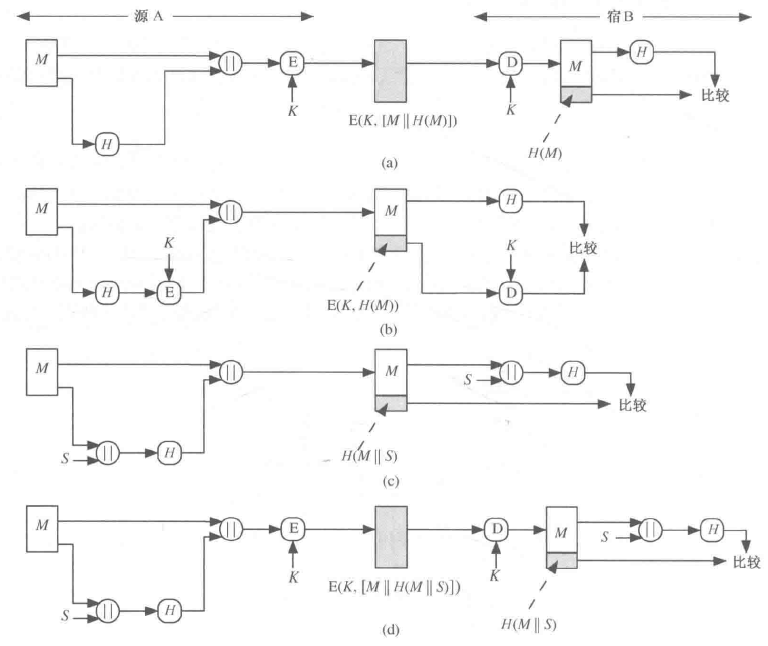 源 A 宿 B
M || E D M H
K K 比较
H E(K, [M || H(M)]) H(M)
(a)
M || M H
K K 比较
H E D
E(K, H(M))
(b)
M || M || H
S 比较
S || H
H(M || S)
(c)
M || E D M || H
S
K K 比较
S || H E(K, [M || H(M || S)])
H(M || S)
(d)